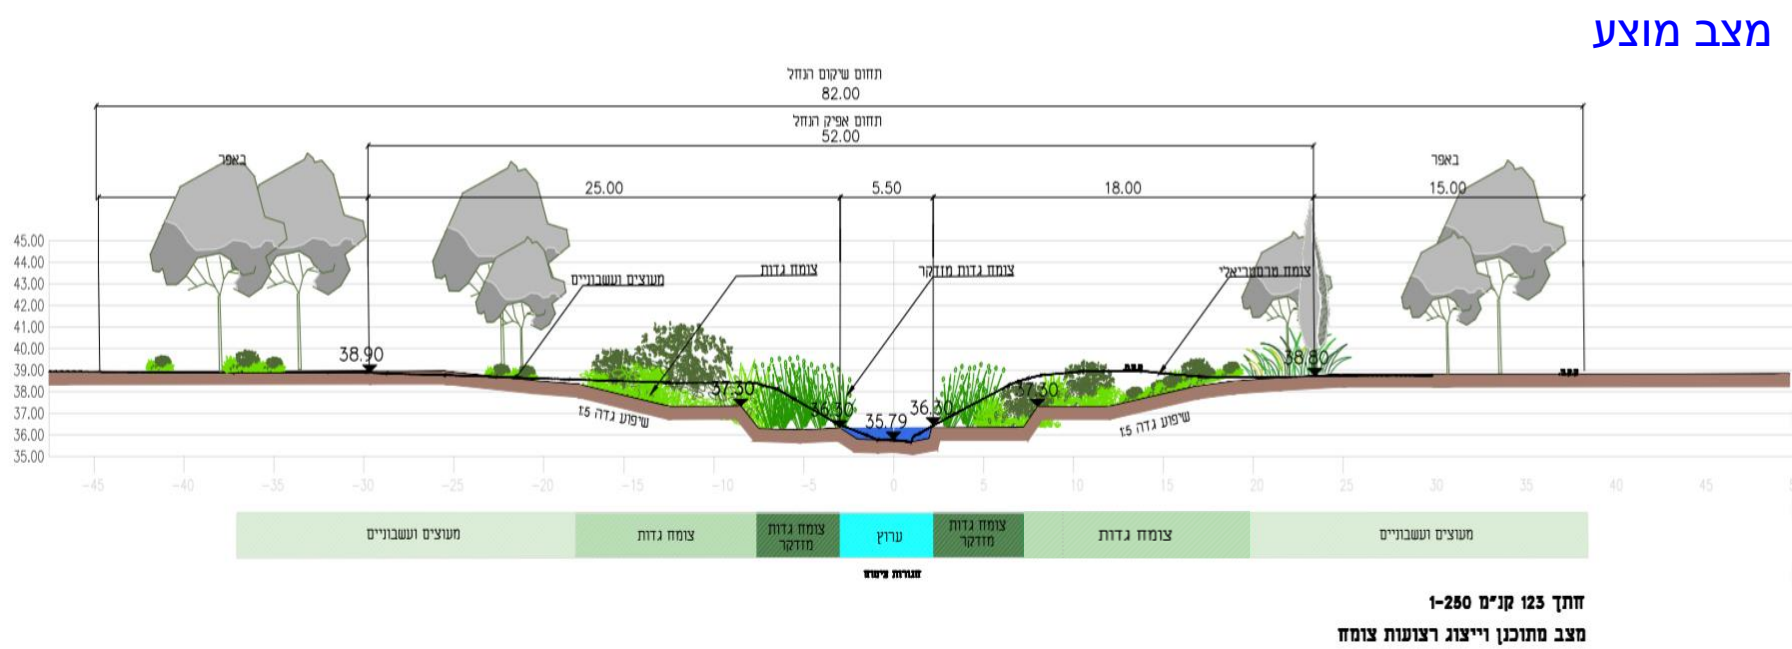 מצב מוצע
תחום שיקום הנחל
82.00
תחום אפיק הנחל
52.00
באפר
באפר
25.00
5.50
18.00
15.00
צומח גדות
צומח גדות מזדקר
מעוצים ועשבוניים
45.00
44.00
43.00
42.00
41.00
40.00
39.00
38.00
37.00
36.00
35.00
38.90
37.30
36.30
35.79
36.30
37.30
38.80
שיפוע גדה 1:5
שיפוע גדה 1:5
-45
-40
-35
-30
-25
-20
-15
-10
-5
0
5
10
15
20
25
30
35
40
45
מעוצים ועשבוניים
צומח גדות
צומח גדות
מזדקר
ערוץ
צומח גדות
מזדקר
צומח גדות
מעוצים ועשבוניים
חתך 123 קנ"מ 1-250
מצב מתוכנן וייצוג רצועות צומח